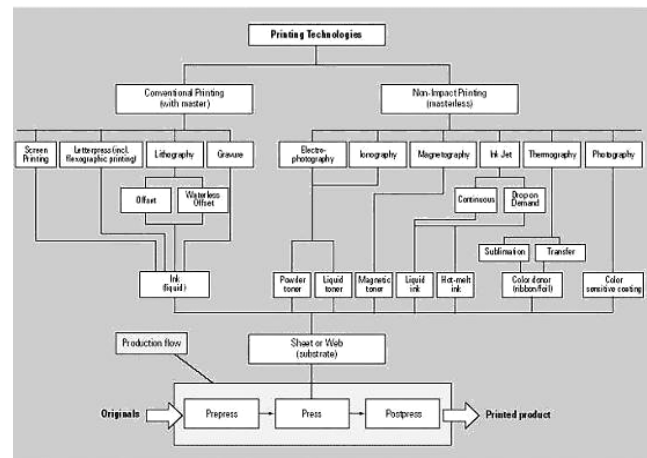 Printing Technologies
Conventional Printing
(with master)
Non-Impact Printing
(masterless)
Screen
Printing
Letterpress (incl.
flexographic printing)
Lithography
Gravure
Electro-
photography
Ionography
Magnetography
Ink Jet
Thermography
Photography
Offset
Waterless
Offset
Continuous
Drop on
Demand
Sublimation
Transfer
Ink
(liquid)
Powder
toner
Liquid
toner
Magnetic
toner
Liquid
ink
Hot-melt
ink
Color donor
(ribbon/foil)
Color
sensitive coating
Production flow
Sheet or Web
(substrate)
Originals
Prepress
Press
Postpress
Printed product